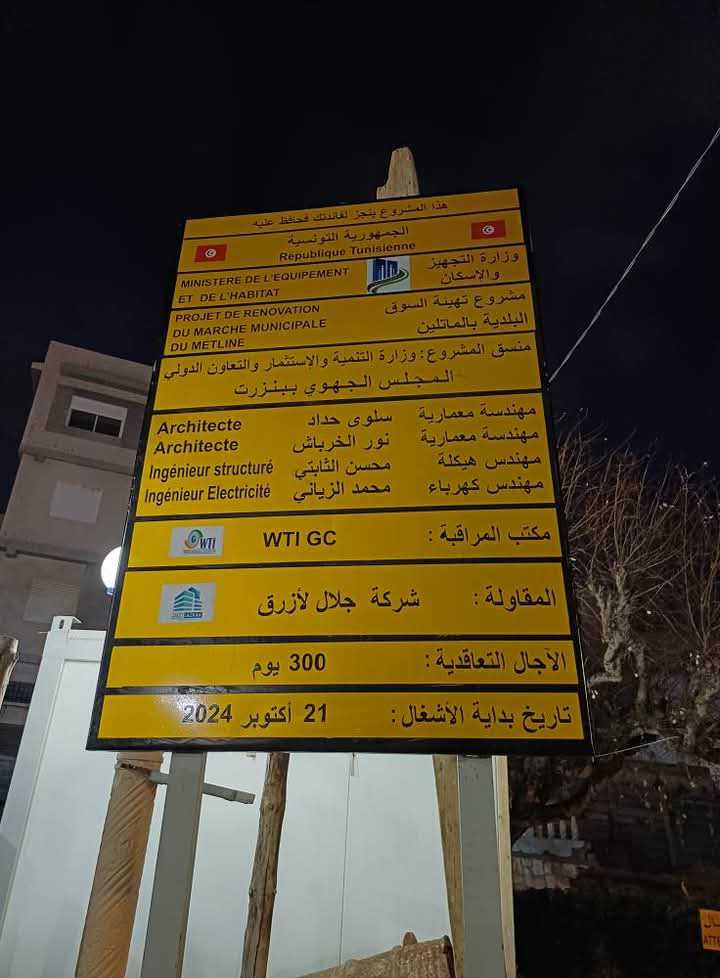 هذا المشروع ينجز لفائدتك فحافظ عليه
الجمهورية التونسية
République Tunisienne
وزارة التجهيز
والإسكان
MINISTERE DE L'EQUIPEMENT
ET DE L'HABITAT
مشروع تهيئة السوق
البلدية بالماتلين
PROJET DE RENOVATION
DU MARCHE MUNICIPALE
DU METLINE
منسق المشروع: وزارة التنمية والإستثمار والتعاون الدولي
المجلس الجهوي ببنزرت
مهندسة معمارية سلوى حداد Architecte
مهندسة معمارية نور الخرباش Architecte
مهندس هيكلة محسن الثابتي Ingénieur structuré
مهندس كهرباء محمد الزياني Ingénieur Electricité
مكتب المراقبة : WTI GC
WTI
المقاولة : شركة جلال لأزرق
الآجال التعاقدية : 300 يوم
تاريخ بداية الأشغال : 21 أكتوبر 2024
ATTE